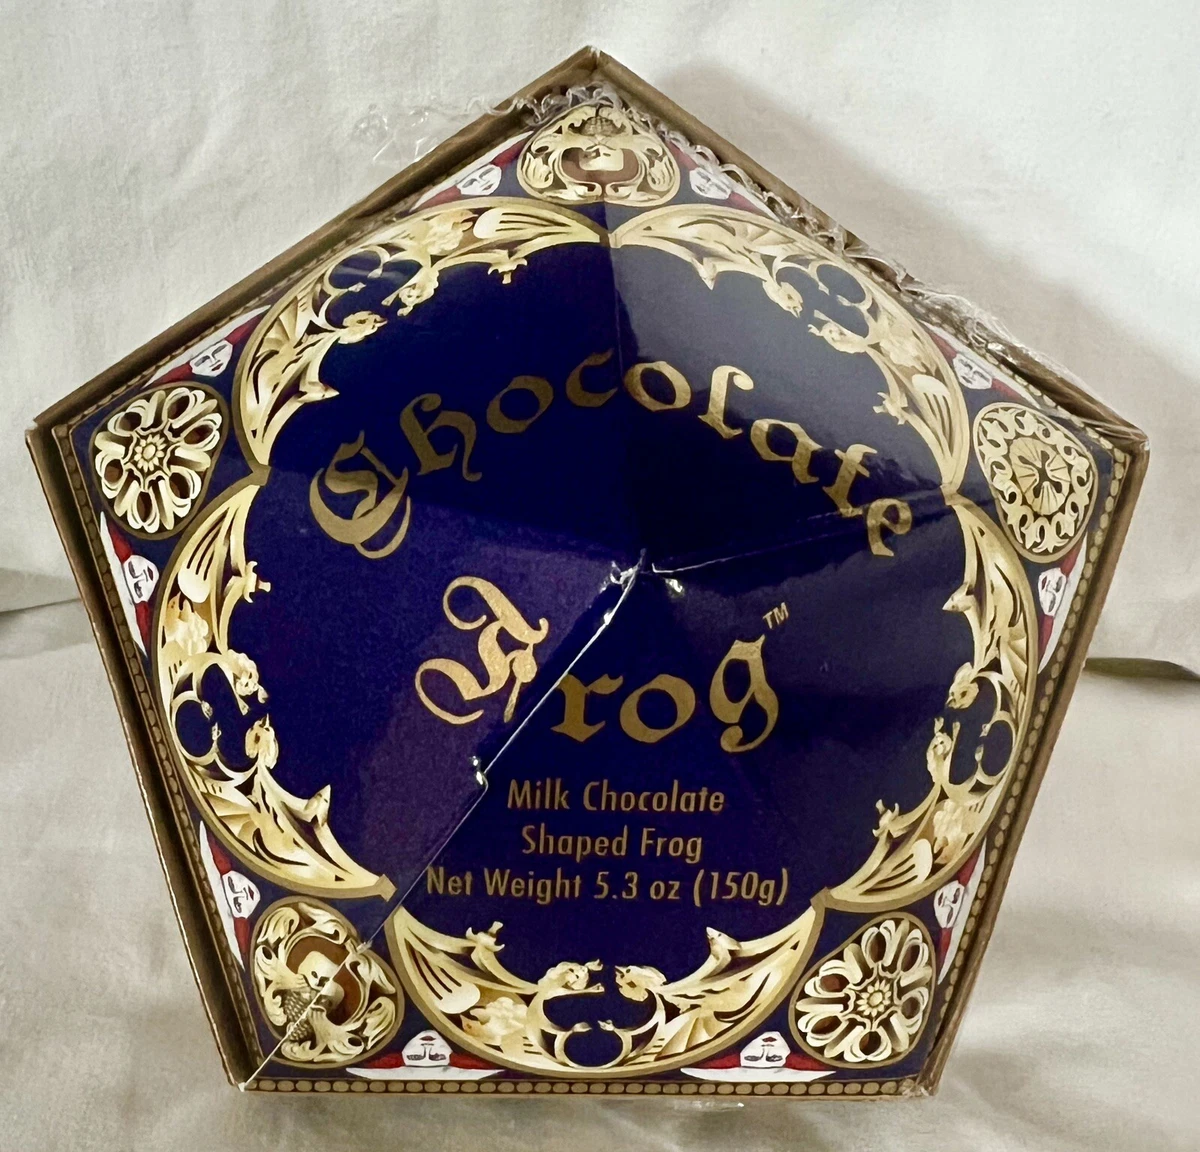 Chocolate
Frog™
Milk Chocolate
Shaped Frog
Net Weight 5.3 oz (150g)